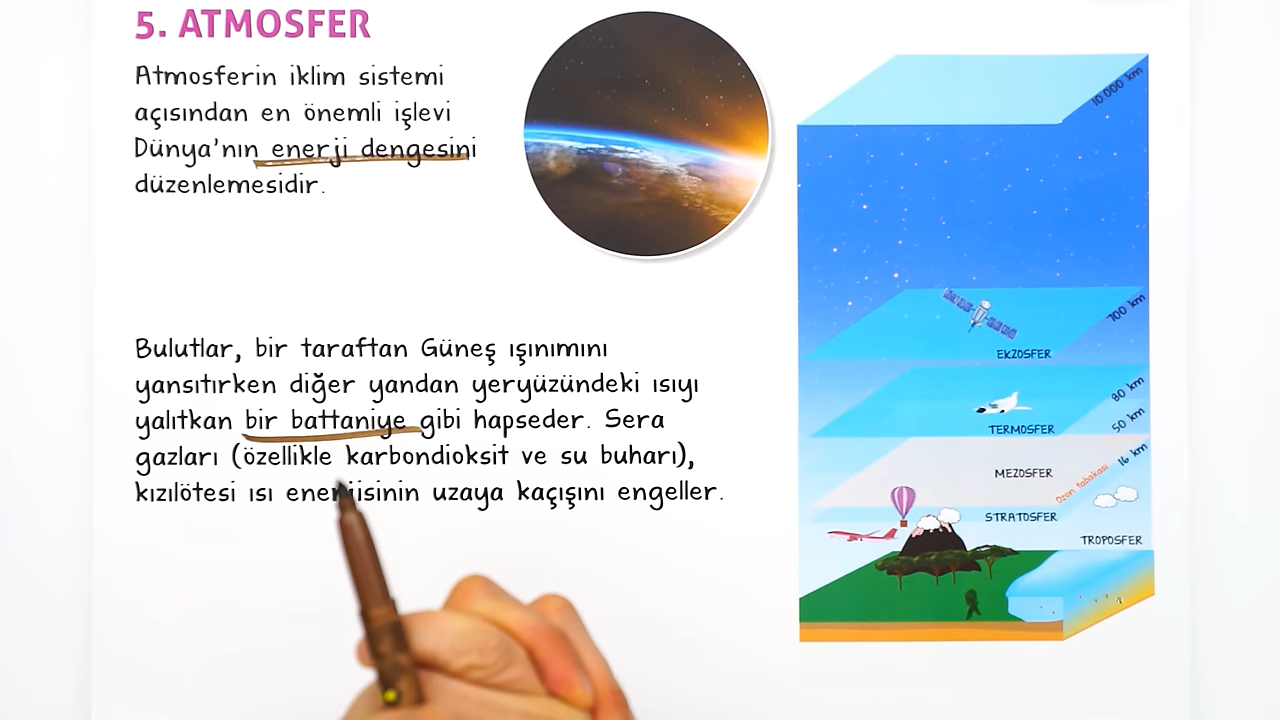 5. ATMOSFER
Atmosferin iklim sistemi
açısından en önemli işlevi
Dünya'nın enerji dengesini
düzenlemesidir.
Bulutlar, bir taraftan Güneş ışınımını
yansıtırken diğer yandan yeryüzündeki ısıyı
yalıtkan bir battaniye gibi hapseder. Sera
gazları (özellikle karbondioksit ve su buharı),
kızılötesi ısı enerjisinin uzaya kaçışını engeller.
10 000 km
700 km
EKZOSFER
80 km
TERMOSFER
50 km
MEZOSFER
16 km
Ozon tabakası
STRATOSFER
TROPOSFER